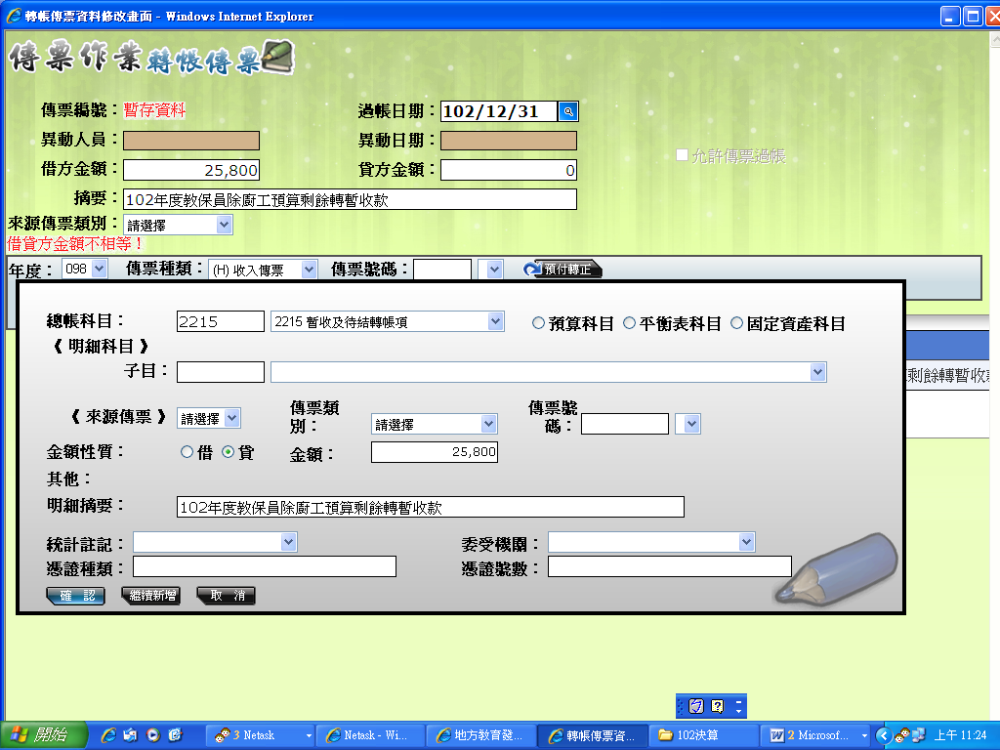 轉帳傳票資料修改畫面 - Windows Internet Explorer
傳票作業 轉帳傳票
傳票編號：暫存資料 過帳日期：102/12/31
異動人員： 異動日期： 允許傳票過帳
借方金額：25,800 貸方金額：0
摘要：102年度教保員除廚工預算剩餘轉暫收款
來源傳票類別：請選擇
借貸方金額不相等！
年度：098 傳票種類：(H) 收入傳票 傳票號碼： 預付轉正
總帳科目：2215 2215 暫收及待結轉帳項 預算科目 平衡表科目 固定資產科目
《 明細科目 》
子目：
剩餘轉暫收款
《 來源傳票 》 請選擇 傳票類別： 請選擇 傳票號碼：
金額性質： 借 貸 金額： 25,800
其他：
明細摘要： 102年度教保員除廚工預算剩餘轉暫收款
統計註記： 委受機關：
憑證種類： 憑證號數：
確 認 繼續新增 取 消
開始 3 Netask Netask - Wi... 地方教育發... 轉帳傳票資... 102決算 2 Microsof... 上午 11:24